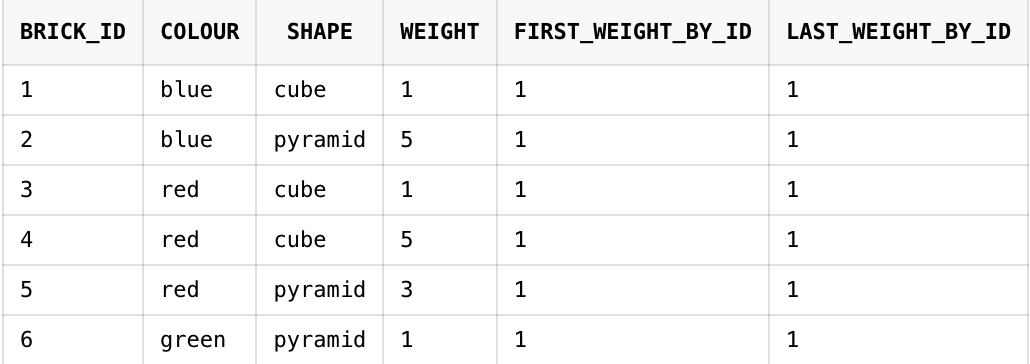 BRICK_ID COLOUR SHAPE WEIGHT FIRST_WEIGHT_BY_ID LAST_WEIGHT_BY_ID
1 blue cube 1 1 1
2 blue pyramid 5 1 1
3 red cube 1 1 1
4 red cube 5 1 1
5 red pyramid 3 1 1
6 green pyramid 1 1 1